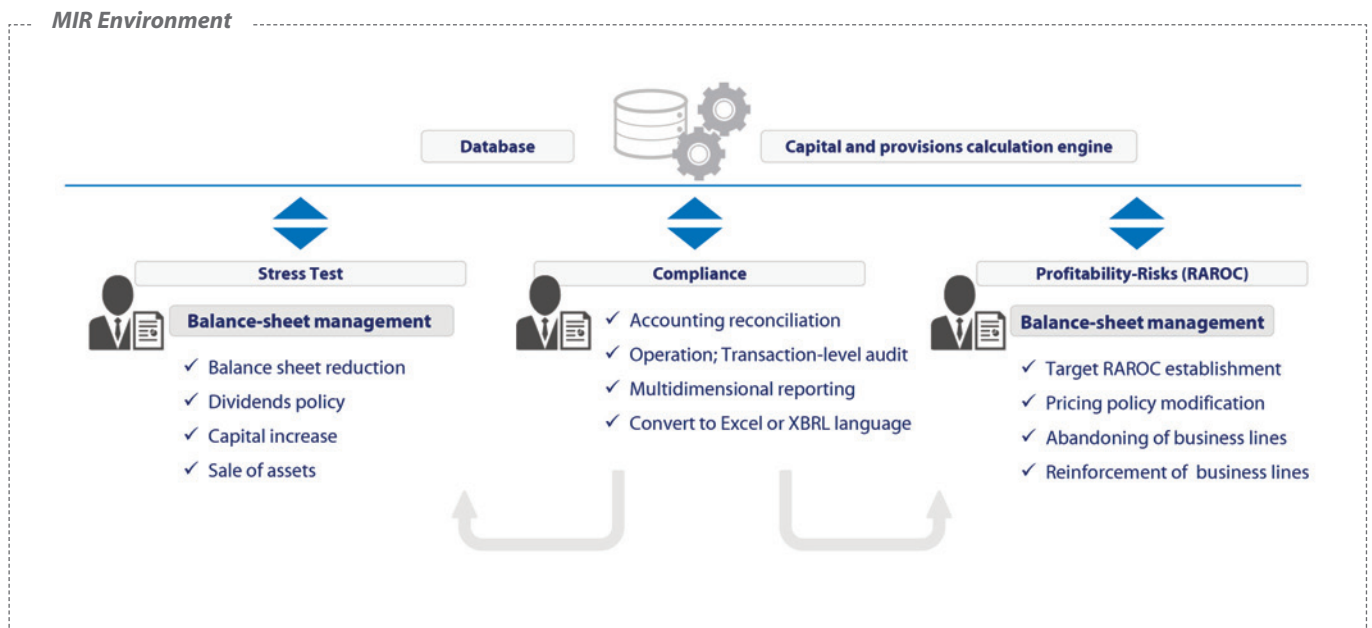 MIR Environment
Database
Capital and provisions calculation engine
Stress Test
Balance-sheet management
✓ Balance sheet reduction
✓ Dividends policy
✓ Capital increase
✓ Sale of assets
Compliance
✓ Accounting reconciliation
✓ Operation; Transaction-level audit
✓ Multidimensional reporting
✓ Convert to Excel or XBRL language
Profitability-Risks (RAROC)
Balance-sheet management
✓ Target RAROC establishment
✓ Pricing policy modification
✓ Abandoning of business lines
✓ Reinforcement of business lines